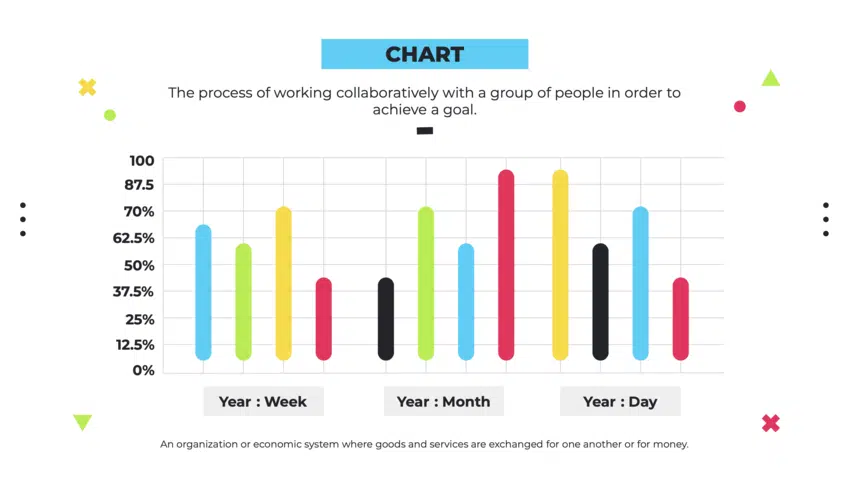 CHART
The process of working collaboratively with a group of people in order to
achieve a goal.
100
87.5
70%
62.5%
50%
37.5%
25%
12.5%
0%
Year : Week
Year : Month
Year : Day
An organization or economic system where goods and services are exchanged for one another or for money.